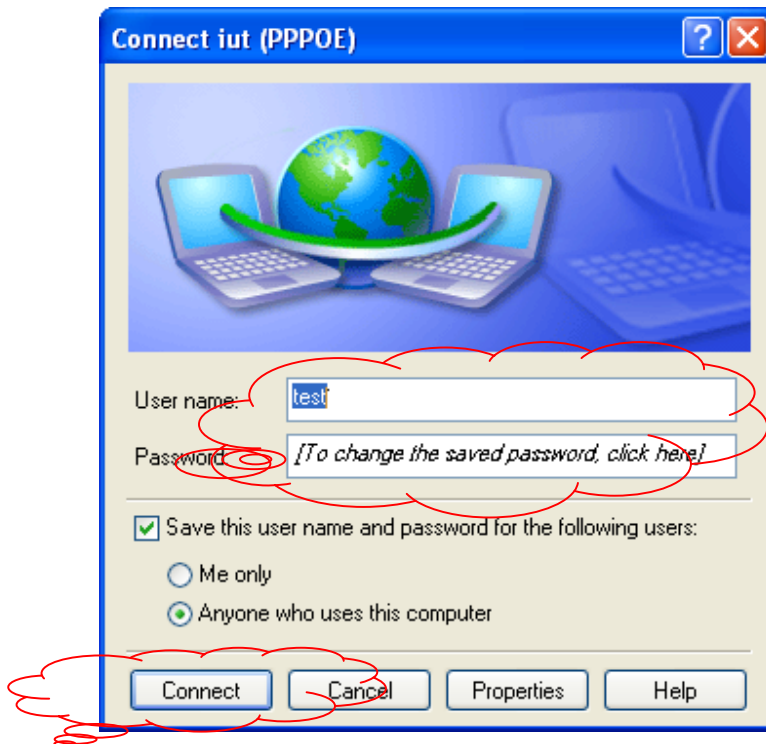 Connect iut (PPPOE)
User name: test
Password: [To change the saved password, click here]
Save this user name and password for the following users:
Me only
Anyone who uses this computer
Connect Cancel Properties Help